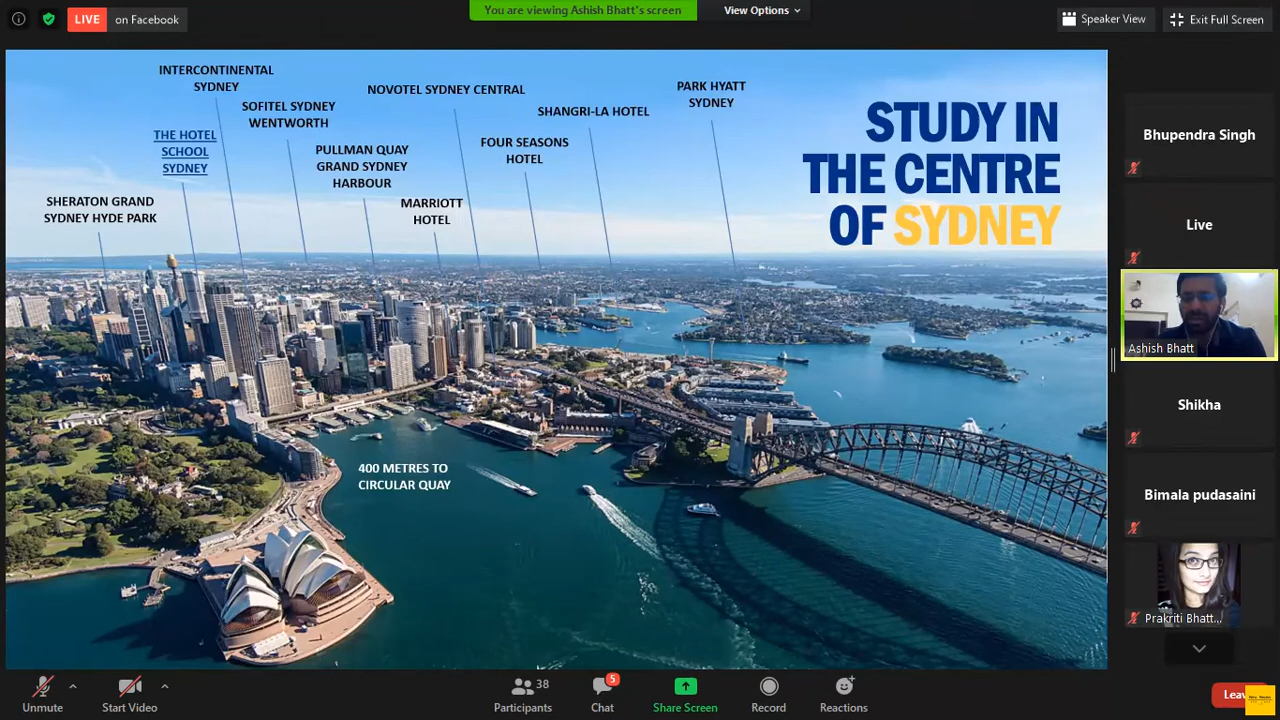 LIVE
on Facebook
You are viewing Ashish Bhatt's screen
View Options
Speaker View
Exit Full Screen
INTERCONTINENTAL
SYDNEY
SOFITEL SYDNEY
WENTWORTH
THE HOTEL
SCHOOL
SYDNEY
PULLMAN QUAY
GRAND SYDNEY
HARBOUR
SHERATON GRAND
SYDNEY HYDE PARK
MARRIOTT
HOTEL
NOVOTEL SYDNEY CENTRAL
FOUR SEASONS
HOTEL
SHANGRI-LA HOTEL
PARK HYATT
SYDNEY
STUDY IN
THE CENTRE
OF SYDNEY
400 METRES TO
CIRCULAR QUAY
Bhupendra Singh
Live
Ashish Bhatt
Shikha
Bimala pudasaini
Prakriti Bhatt...
Unmute
Start Video
38
Participants
5
Chat
Share Screen
Record
Reactions
Leav